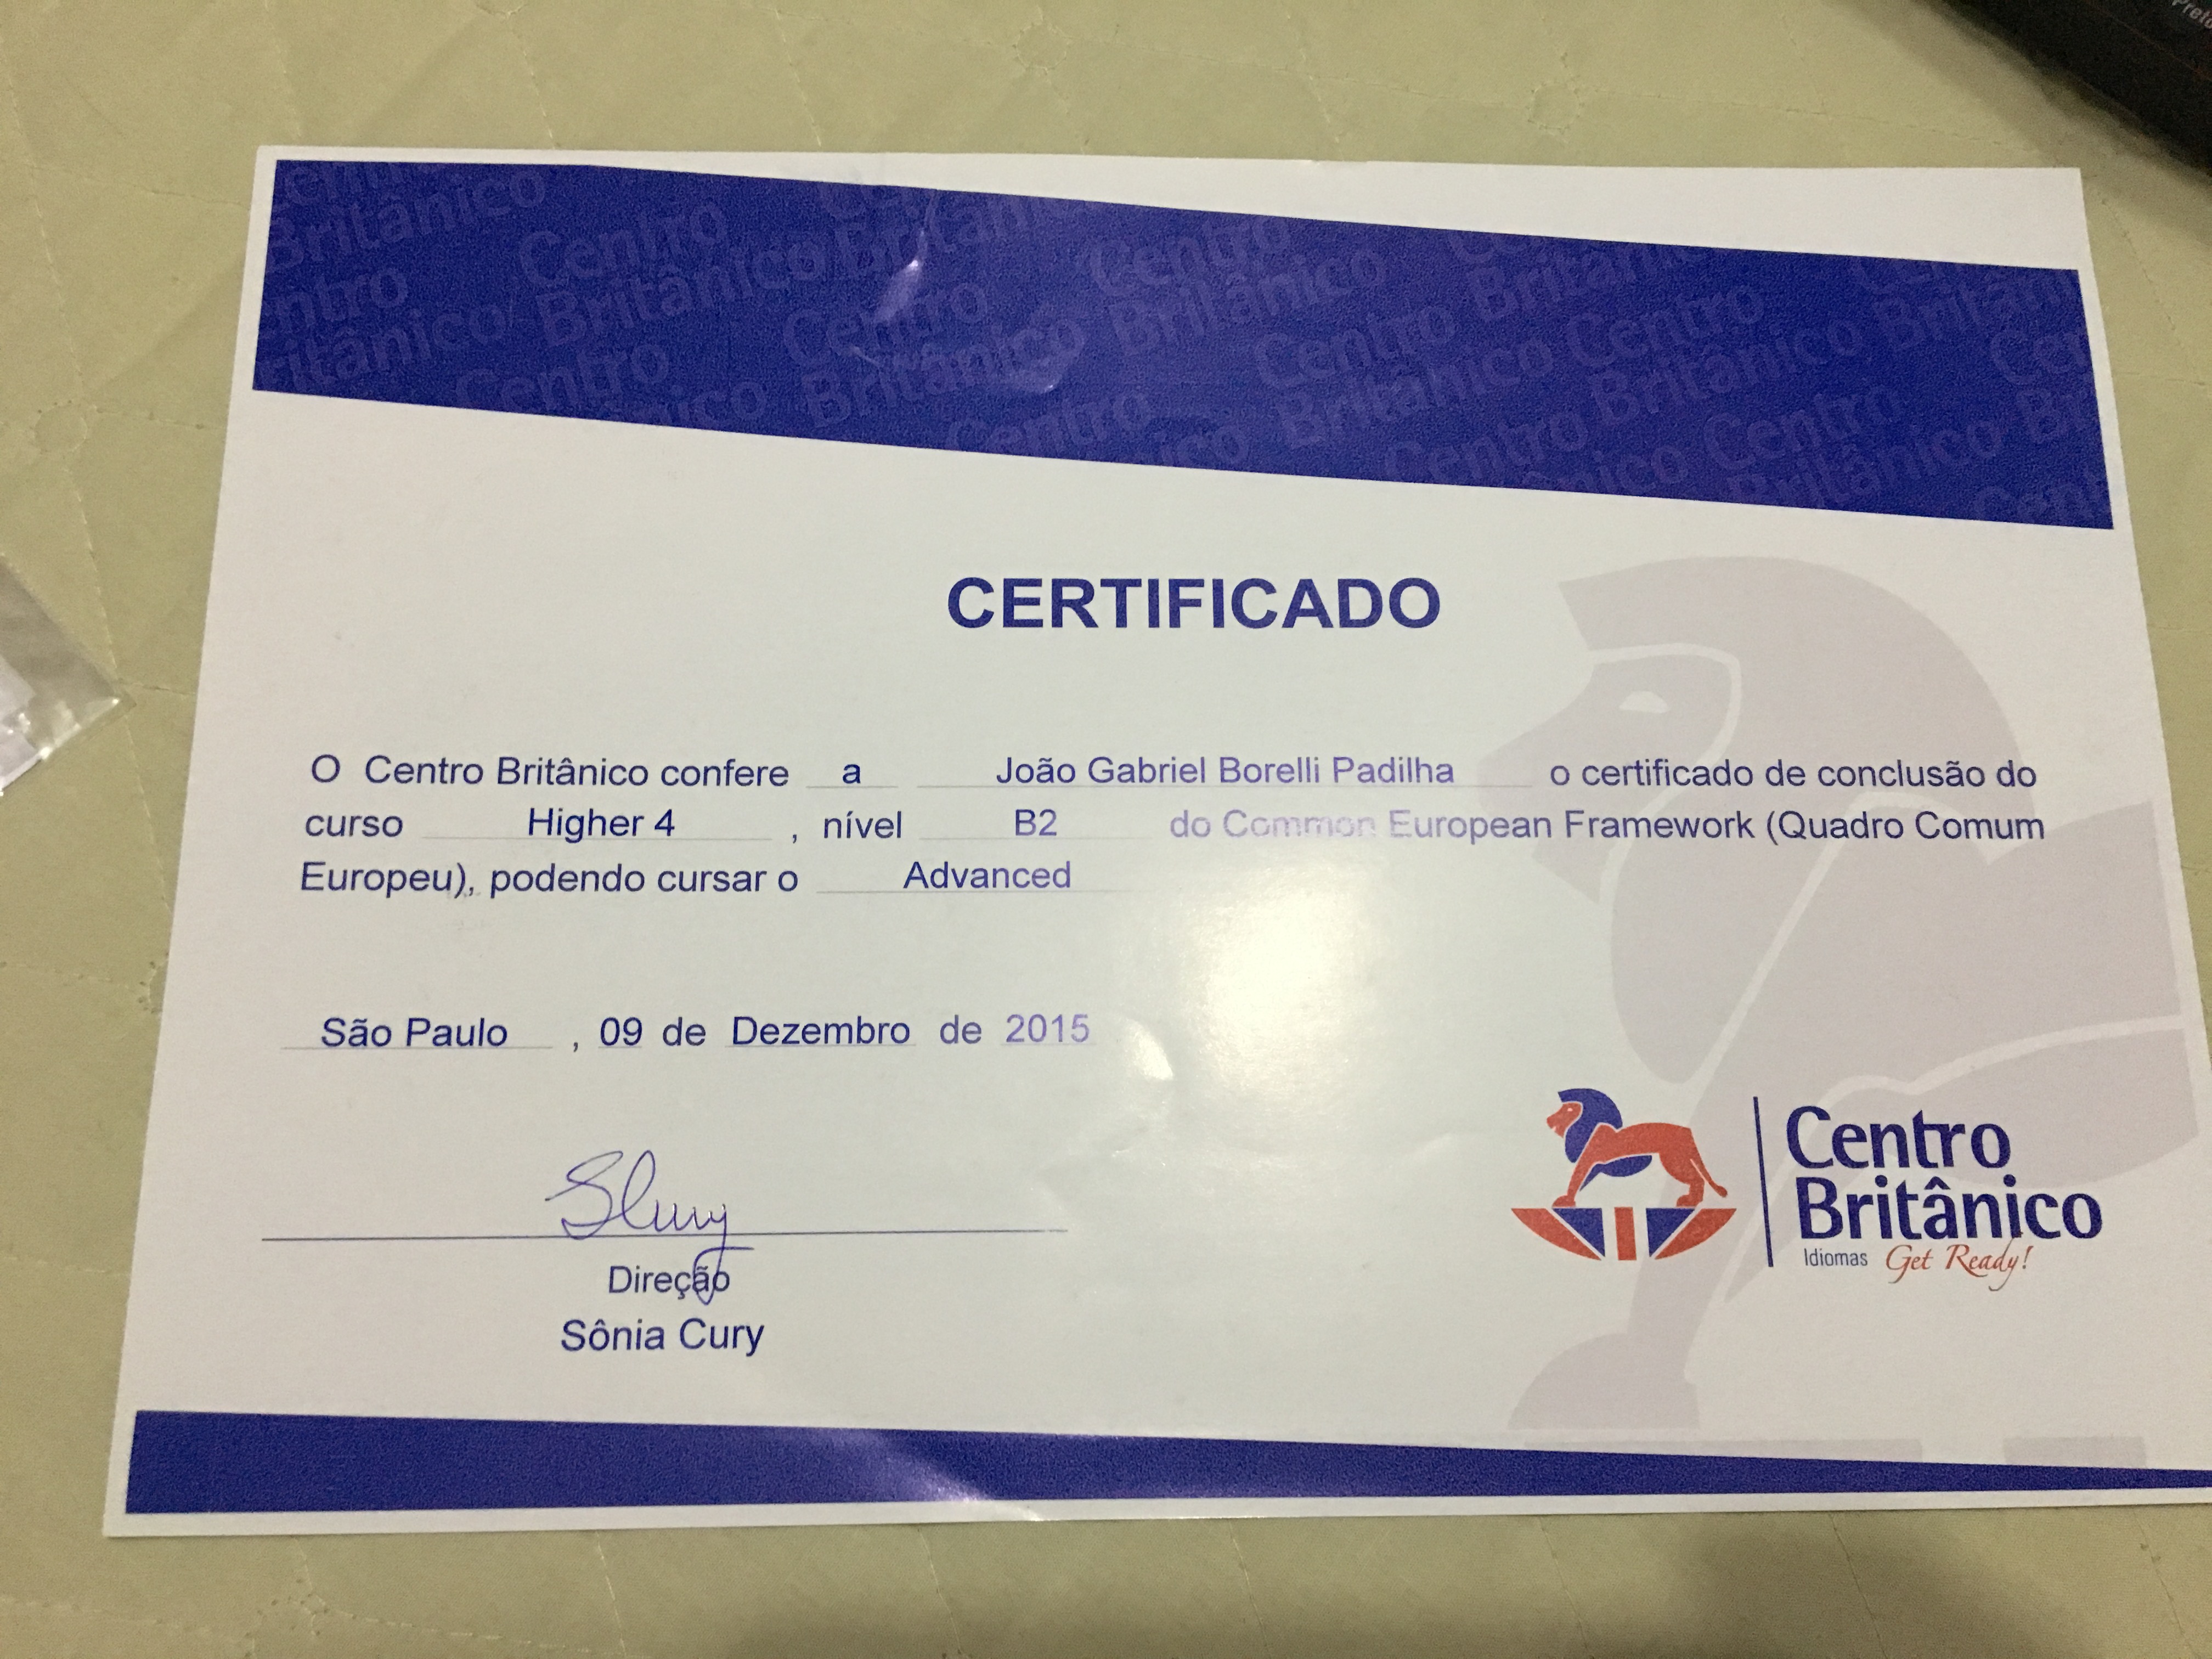 CERTIFICADO
O Centro Britânico confere a João Gabriel Borelli Padilha o certificado de conclusão do
curso Higher 4 , nível B2 do Common European Framework (Quadro Comum
Europeu), podendo cursar o Advanced
São Paulo , 09 de Dezembro de 2015
Direção
Sônia Cury
Centro
Britânico
Idiomas Get Ready!